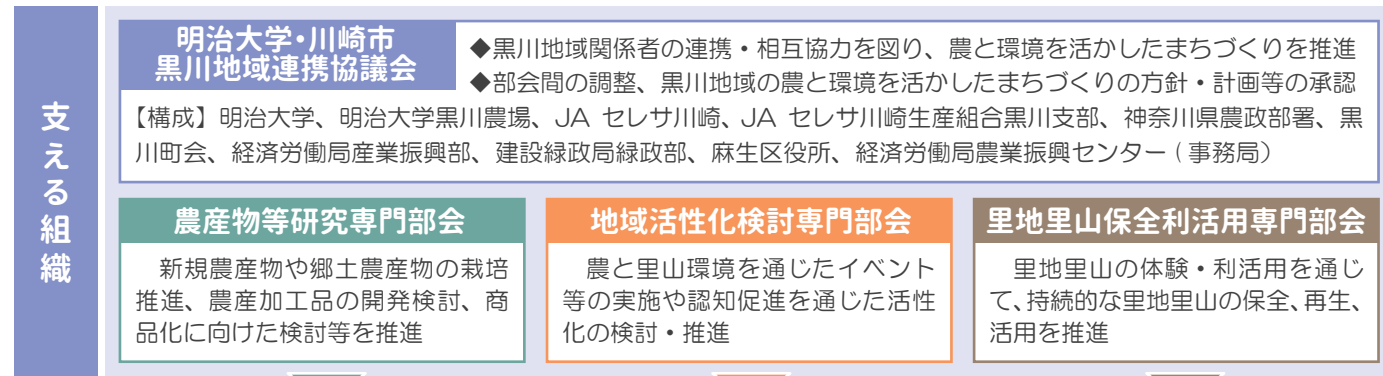 支える組織
明治大学・川崎市
黒川地域連携協議会
◆黒川地域関係者の連携・相互協力を図り、農と環境を活かしたまちづくりを推進
◆部会間の調整、黒川地域の農と環境を活かしたまちづくりの方針・計画等の承認
【構成】明治大学、明治大学黒川農場、JA セレサ川崎、JA セレサ川崎生産組合黒川支部、神奈川県農政部署、黒
川町会、経済労働局産業振興部、建設緑政局緑政部、麻生区役所、経済労働局農業振興センター（事務局）
農産物等研究専門部会
新規農産物や郷土農産物の栽培
推進、農産加工品の開発検討、商
品化に向けた検討等を推進
地域活性化検討専門部会
農と里山環境を通じたイベント
等の実施や認知促進を通じた活性
化の検討・推進
里地里山保全利活用専門部会
里地里山の体験・利活用を通じ
て、持続的な里地里山の保全、再生、
活用を推進